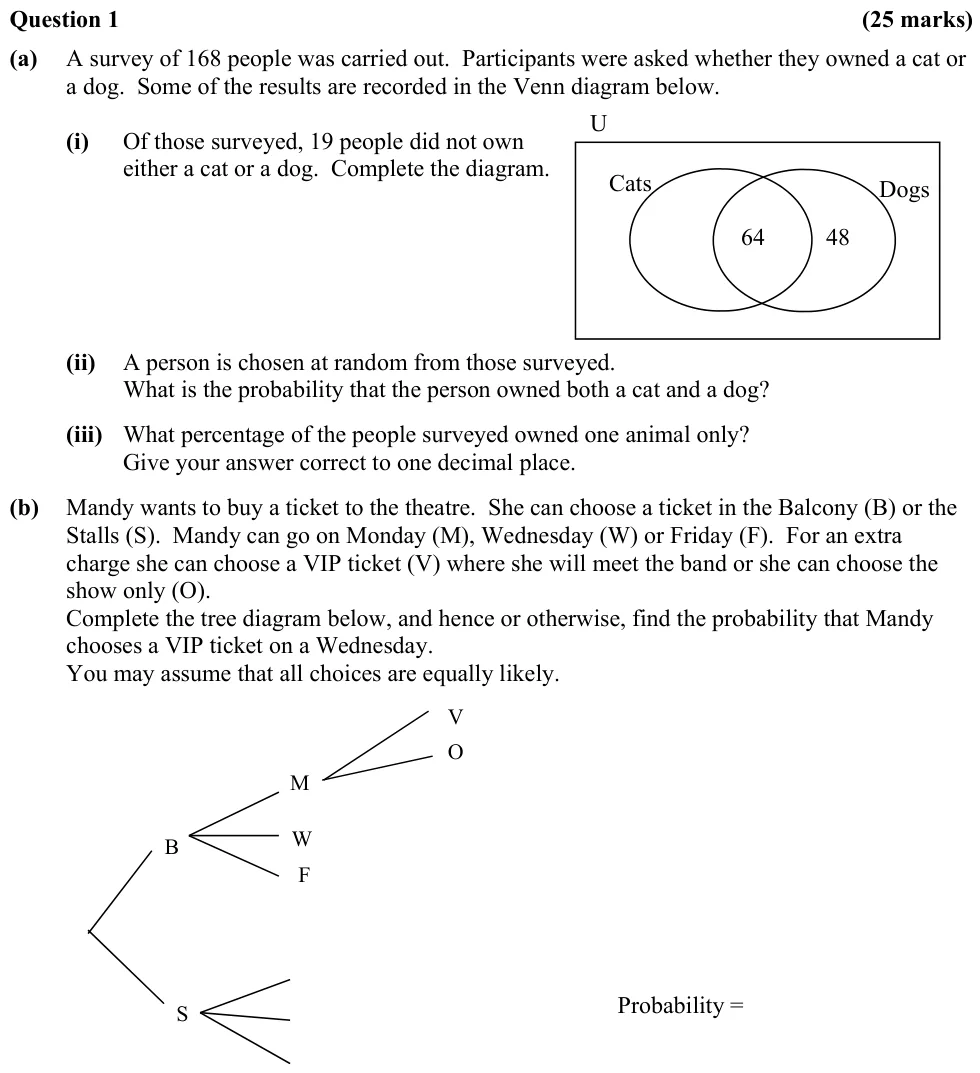 Question 1 (25 marks)
(a) A survey of 168 people was carried out. Participants were asked whether they owned a cat or
a dog. Some of the results are recorded in the Venn diagram below.
(i) Of those surveyed, 19 people did not own
either a cat or a dog. Complete the diagram.
U
Cats
Dogs
64 48
(ii) A person is chosen at random from those surveyed.
What is the probability that the person owned both a cat and a dog?
(iii) What percentage of the people surveyed owned one animal only?
Give your answer correct to one decimal place.
(b) Mandy wants to buy a ticket to the theatre. She can choose a ticket in the Balcony (B) or the
Stalls (S). Mandy can go on Monday (M), Wednesday (W) or Friday (F). For an extra
charge she can choose a VIP ticket (V) where she will meet the band or she can choose the
show only (O).
Complete the tree diagram below, and hence or otherwise, find the probability that Mandy
chooses a VIP ticket on a Wednesday.
You may assume that all choices are equally likely.
V
O
M
W
B
F
S
Probability =